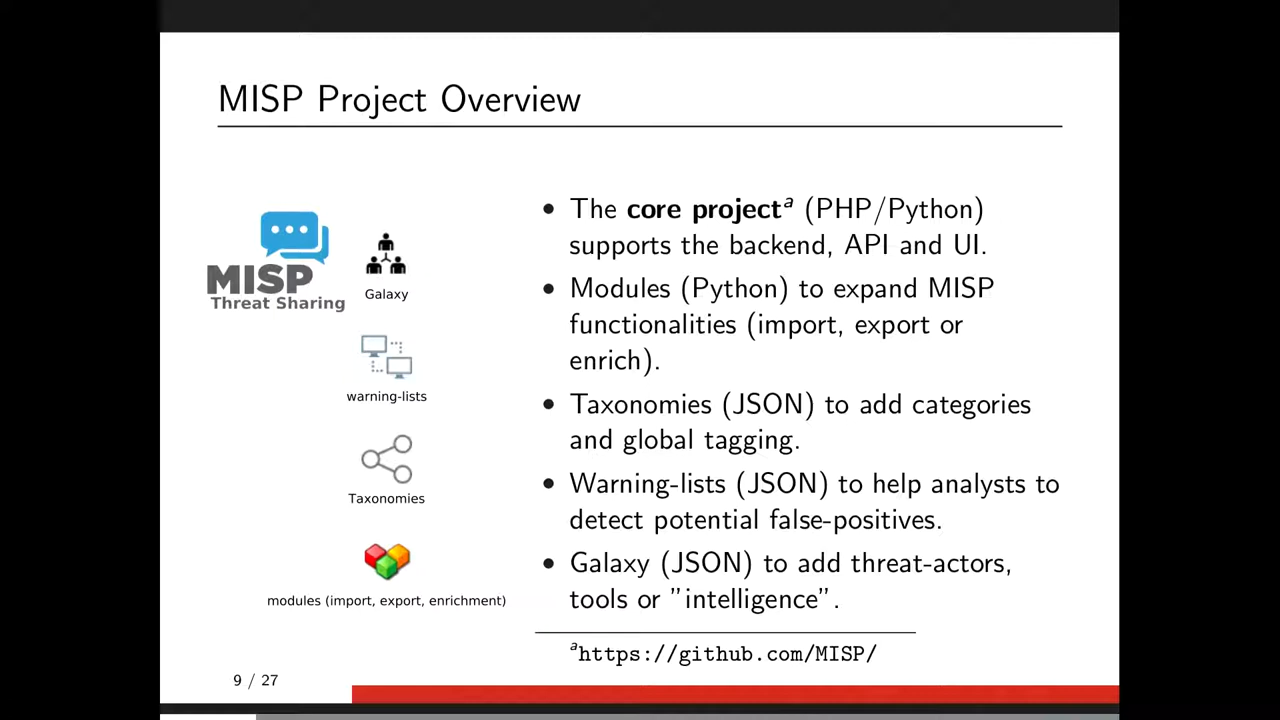 MISP Project Overview
MISP
Threat Sharing
Galaxy
warning-lists
Taxonomies
modules (import, export, enrichment)
• The core projectᵃ (PHP/Python)
supports the backend, API and UI.
• Modules (Python) to expand MISP
functionalities (import, export or
enrich).
• Taxonomies (JSON) to add categories
and global tagging.
• Warning-lists (JSON) to help analysts to
detect potential false-positives.
• Galaxy (JSON) to add threat-actors,
tools or ”intelligence”.
ᵃhttps://github.com/MISP/
9 / 27